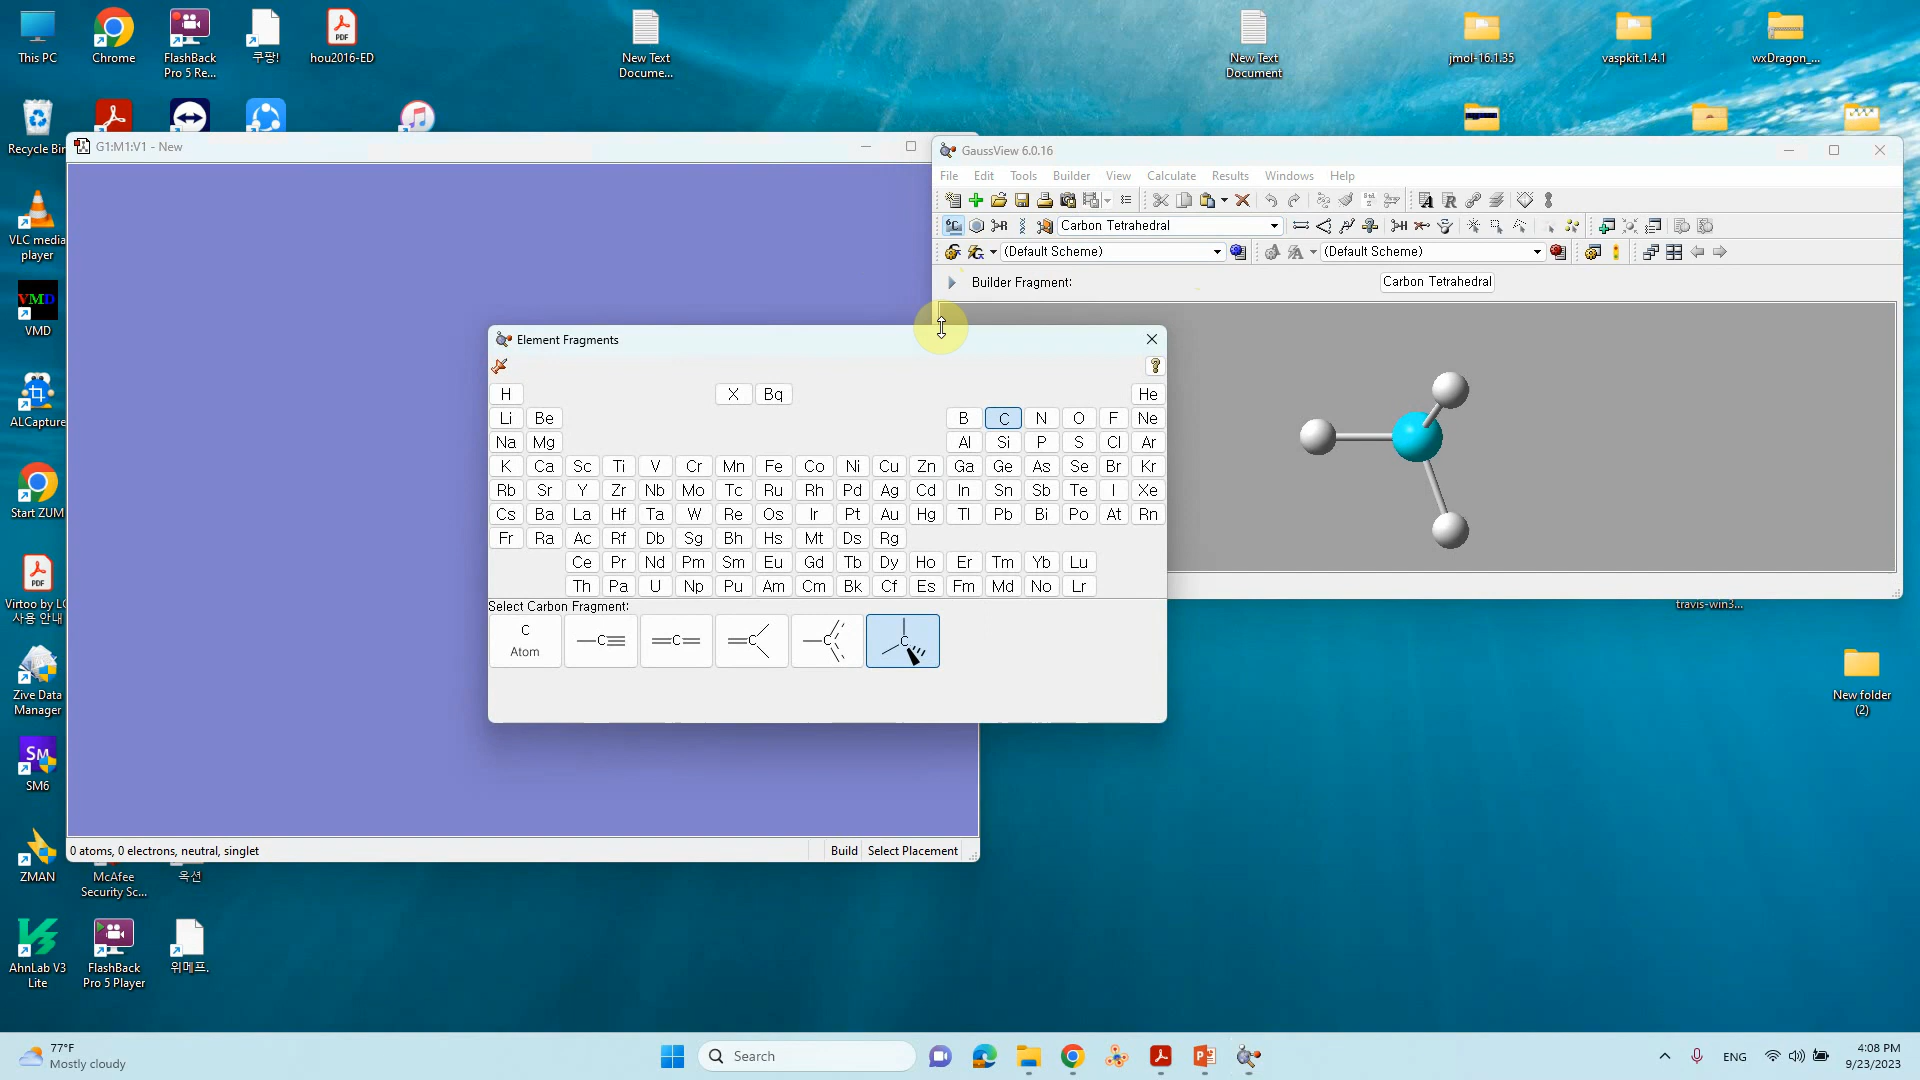 This PC
Chrome
FlashBack
Pro 5 Re...
쿠팡!
PDF
hou2016-ED
New Text
Docume...
New Text
Document
jmol-16.1.35
vaspkit.1.4.1
wxDragon_...
Recycle Bin
G1:M1:V1 - New
GaussView 6.0.16
File Edit Tools Builder View Calculate Results Windows Help
Carbon Tetrahedral
(Default Scheme)
(Default Scheme)
Builder Fragment:
Carbon Tetrahedral
VLC media
player
VMD
VMD
ALCapture
Start ZUM
PDF
Virtoo by LG
사용 안내
Zive Data
Manager
SM
SM6
ZMAN
McAfee
Security Sc...
옥션
AhnLab V3
Lite
FlashBack
Pro 5 Player
위메프.
Element Fragments
?
H X Bq He
Li Be B C N O F Ne
Na Mg Al Si P S Cl Ar
K Ca Sc Ti V Cr Mn Fe Co Ni Cu Zn Ga Ge As Se Br Kr
Rb Sr Y Zr Nb Mo Tc Ru Rh Pd Ag Cd In Sn Sb Te I Xe
Cs Ba La Hf Ta W Re Os Ir Pt Au Hg Tl Pb Bi Po At Rn
Fr Ra Ac Rf Db Sg Bh Hs Mt Ds Rg
Ce Pr Nd Pm Sm Eu Gd Tb Dy Ho Er Tm Yb Lu
Th Pa U Np Pu Am Cm Bk Cf Es Fm Md No Lr
Select Carbon Fragment:
C
Atom
C
C
C
C
C
travis-win3...
New folder
(2)
0 atoms, 0 electrons, neutral, singlet
Build
Select Placement
77°F
Mostly cloudy
Search
ENG
4:08 PM
9/23/2023